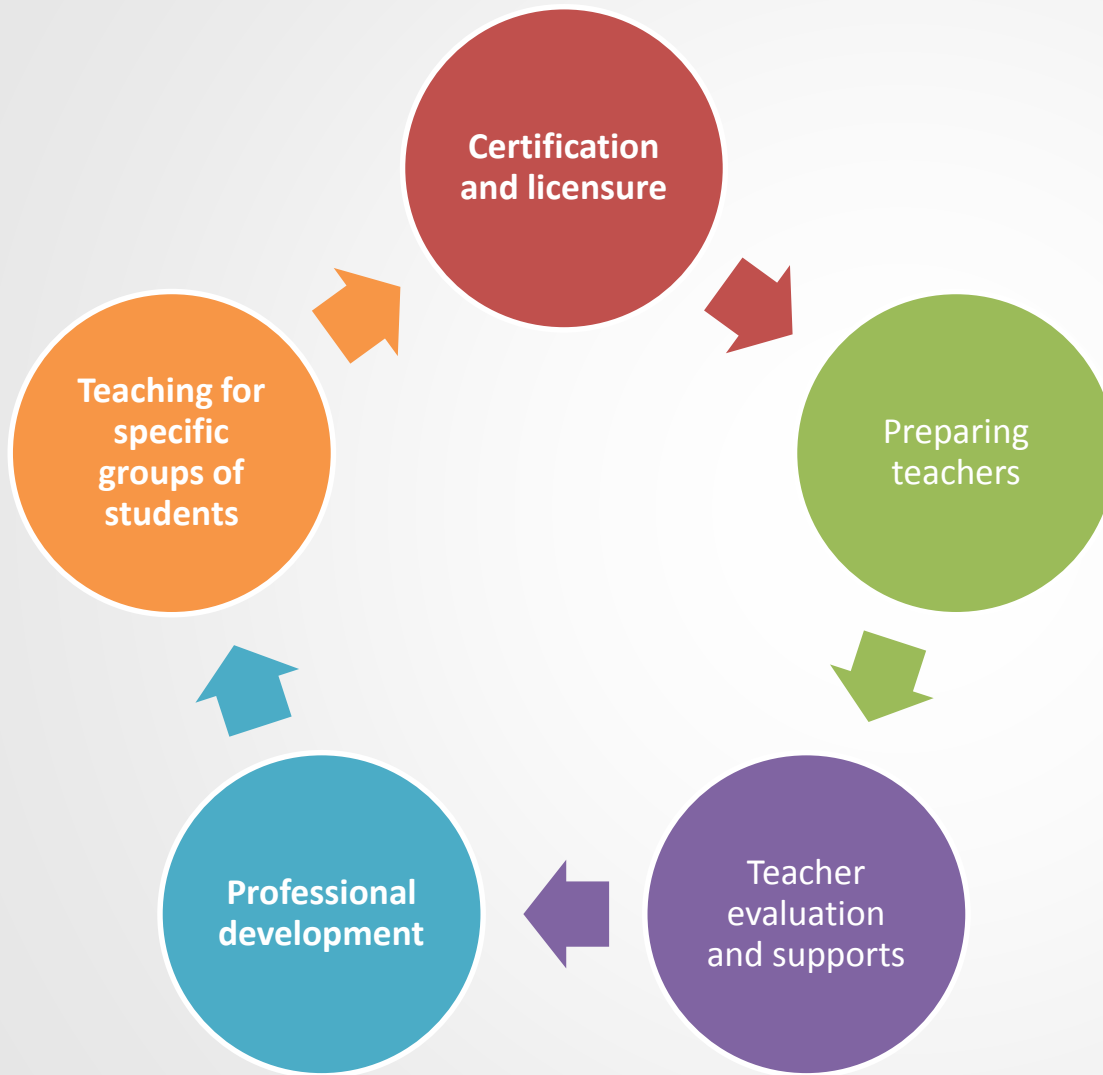 Certification
and licensure
Preparing
teachers
Teacher
evaluation
and supports
Professional
development
Teaching for
specific
groups of
students